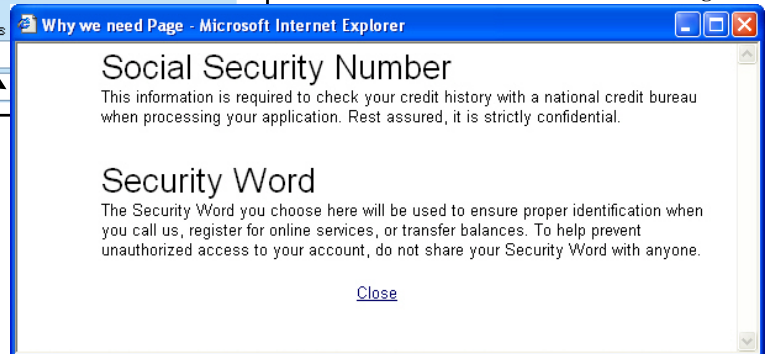 Why we need Page - Microsoft Internet Explorer
Social Security Number
This information is required to check your credit history with a national credit bureau
when processing your application. Rest assured, it is strictly confidential.
Security Word
The Security Word you choose here will be used to ensure proper identification when
you call us, register for online services, or transfer balances. To help prevent
unauthorized access to your account, do not share your Security Word with anyone.
Close